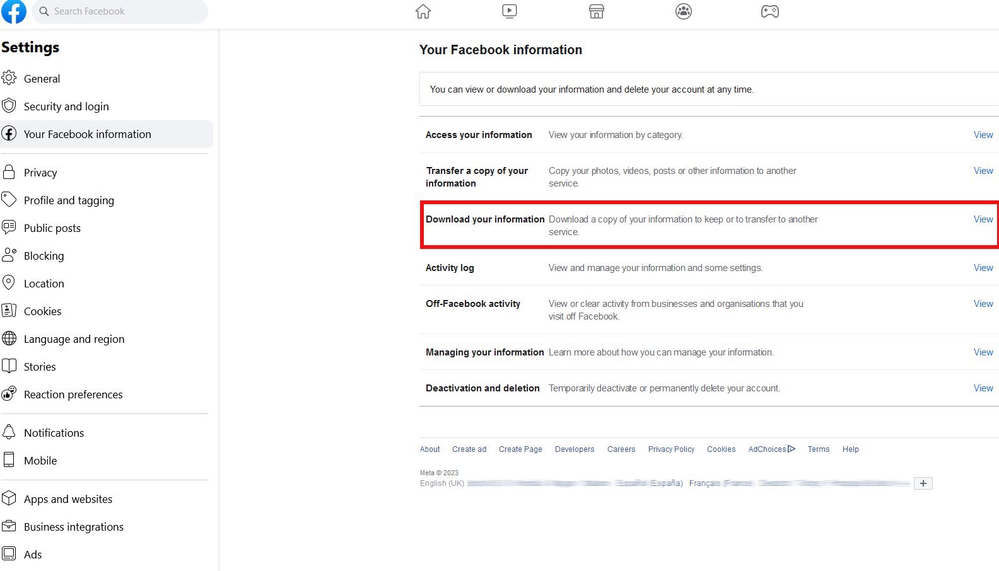 Search Facebook
Settings
General
Security and login
Your Facebook information
Privacy
Profile and tagging
Public posts
Blocking
Location
Cookies
Language and region
Stories
Reaction preferences
Notifications
Mobile
Apps and websites
Business integrations
Ads
Your Facebook information
You can view or download your information and delete your account at any time.
Access your information View your information by category. View
Transfer a copy of your Copy your photos, videos, posts or other information to another View
information service.
Download your information Download a copy of your information to keep or to transfer to another View
service.
Activity log View and manage your information and some settings. View
Off-Facebook activity View or clear activity from businesses and organisations that you View
visit off Facebook.
Managing your information Learn more about how you can manage your information. View
Deactivation and deletion Temporarily deactivate or permanently delete your account. View
About Create ad Create Page Developers Careers Privacy Policy Cookies AdChoices Terms Help
Meta © 2023
English (UK) Español (España) Français (France) +